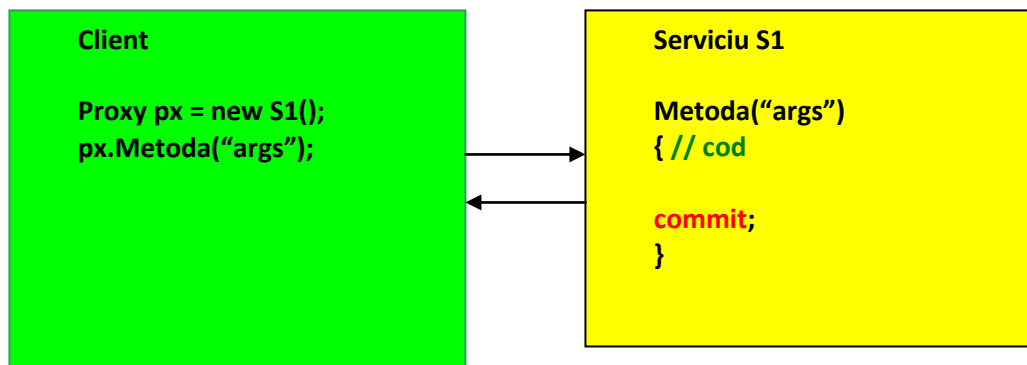 Client
Proxy px = new S1();
px.Metoda(“args”);
Serviciu S1
Metoda(“args”)
{ // cod
commit;
}